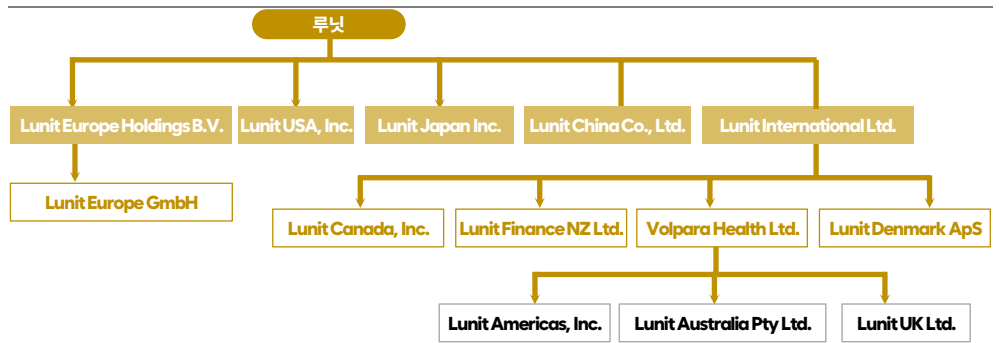 루닛
Lunit Europe Holdings B.V.
Lunit USA, Inc.
Lunit Japan Inc.
Lunit China Co., Ltd.
Lunit International Ltd.
Lunit Europe GmbH
Lunit Canada, Inc.
Lunit Finance NZ Ltd.
Volpara Health Ltd.
Lunit Denmark ApS
Lunit Americas, Inc.
Lunit Australia Pty Ltd.
Lunit UK Ltd.